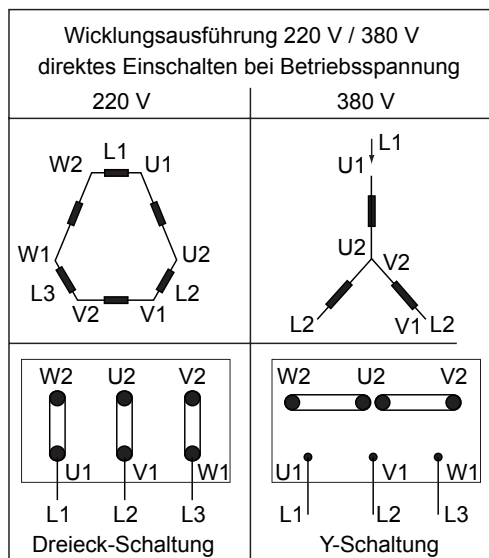 Wicklungsausführung 220 V / 380 V
direktes Einschalten bei Betriebsspannung
220 V 380 V
L1 L1
W2 U1 U1
W1 U2 U2 V2
L3 V2 V1 L2 L2 V1 L2
W2 U2 V2 W2 U2 V2
U1 V1 W1 U1 V1 W1
L1 L2 L3 L1 L2 L3
Dreieck-Schaltung Y-Schaltung